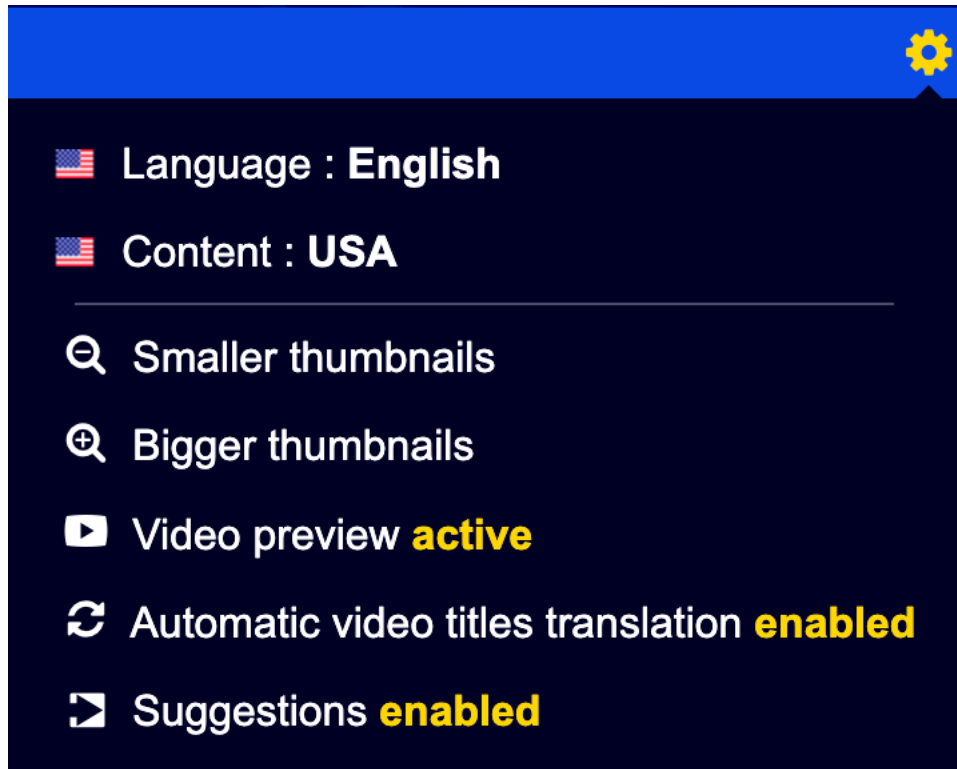 Language : English
Content : USA
Smaller thumbnails
Bigger thumbnails
Video preview active
Automatic video titles translation enabled
Suggestions enabled